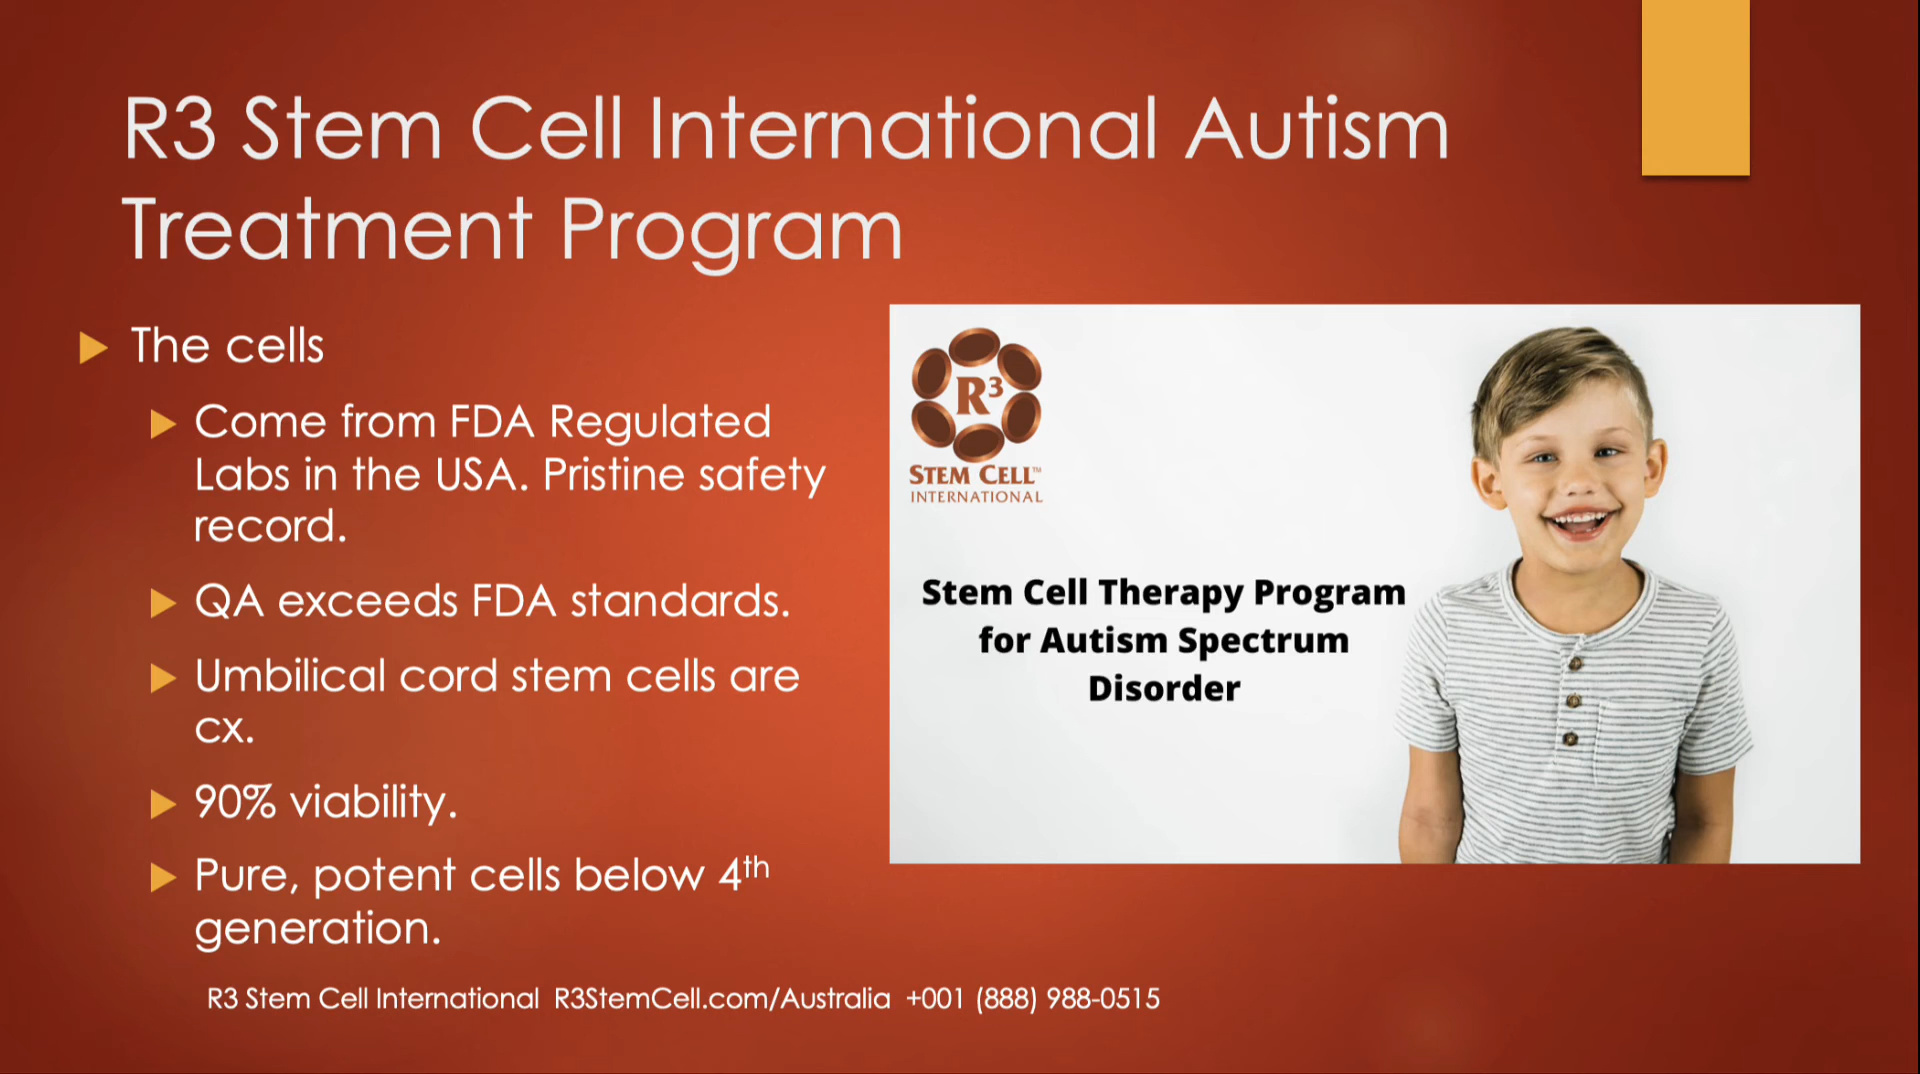 R3 Stem Cell International Autism
Treatment Program
The cells
Come from FDA Regulated
Labs in the USA. Pristine safety
record.
QA exceeds FDA standards.
Umbilical cord stem cells are
cx.
90% viability.
Pure, potent cells below 4th
generation.
R3
STEM CELL™
INTERNATIONAL
Stem Cell Therapy Program
for Autism Spectrum
Disorder
R3 Stem Cell International R3StemCell.com/Australia +001 (888) 988-0515